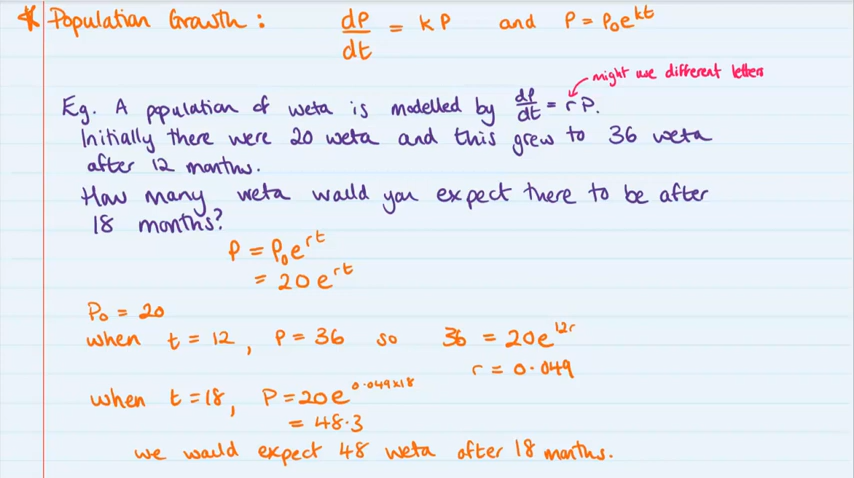 * Population Growth: dP/dt = kP and P = P₀e^kt
might use different letters
Eg. A population of weta is modelled by dP/dt = rP.
Initially there were 20 weta and this grew to 36 weta
after 12 months.
How many weta would you expect there to be after
18 months?
P = P₀e^rt
= 20e^rt
P₀ = 20
when t = 12, P = 36 so 36 = 20e^12r
r = 0.049
when t = 18, P = 20e^0.049×18
= 48.3
we would expect 48 weta after 18 months.